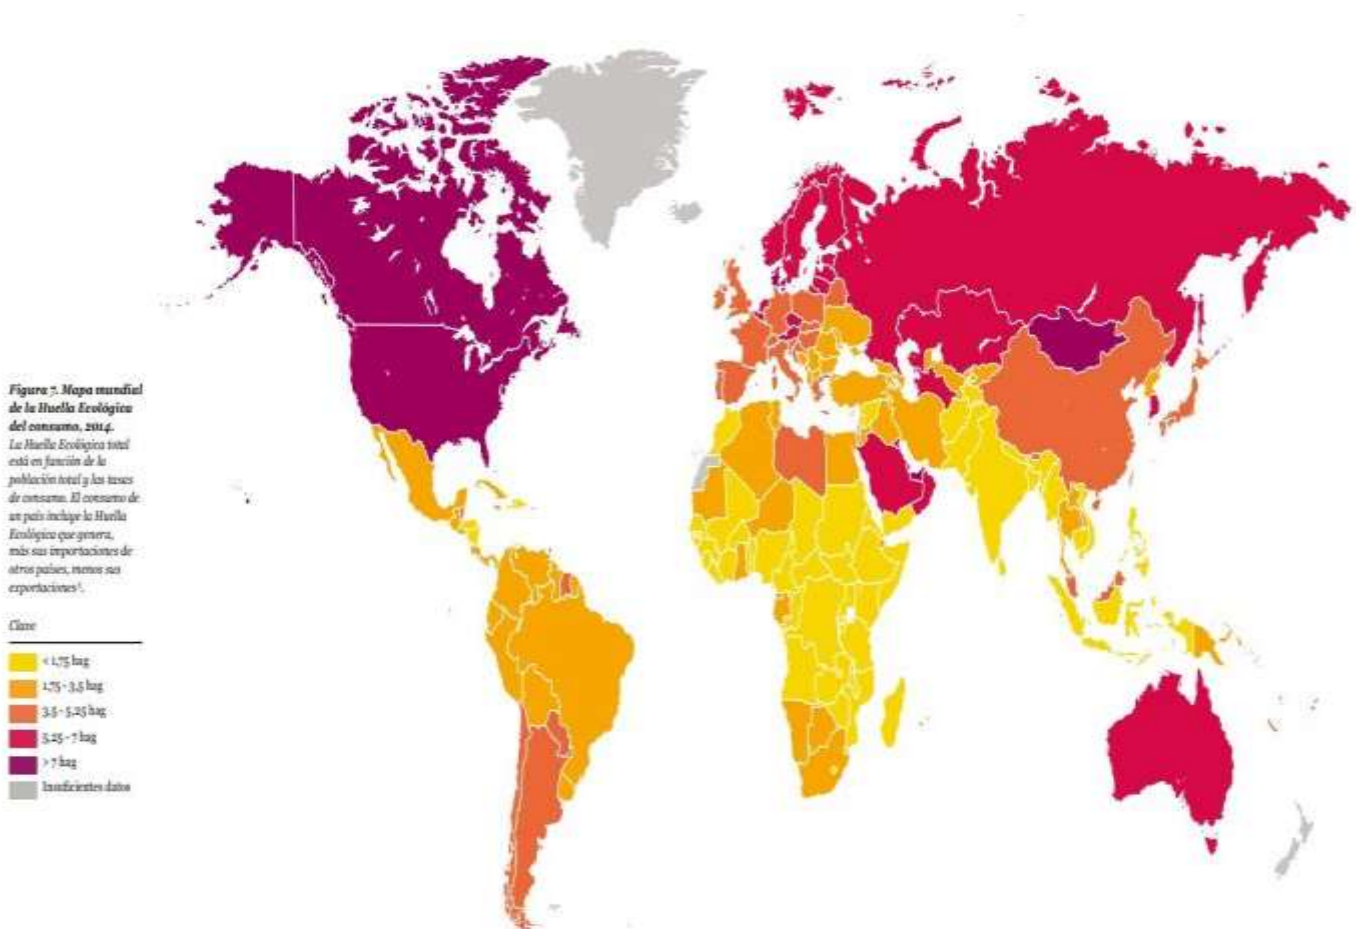 Figura 7. Mapa mundial
de la Huella Ecológica
del consumo, 2014.
La Huella Ecológica total
está en función de la
población total y las tasas
de consumo. El consumo de
un país incluye la Huella
Ecológica que genera,
más sus importaciones de
otros países, menos sus
exportaciones
Clave
< 1,75 hag
1,75 - 3,5 hag
3,5 - 5,25 hag
5,25 - 7 hag
> 7 hag
Insuficientes datos